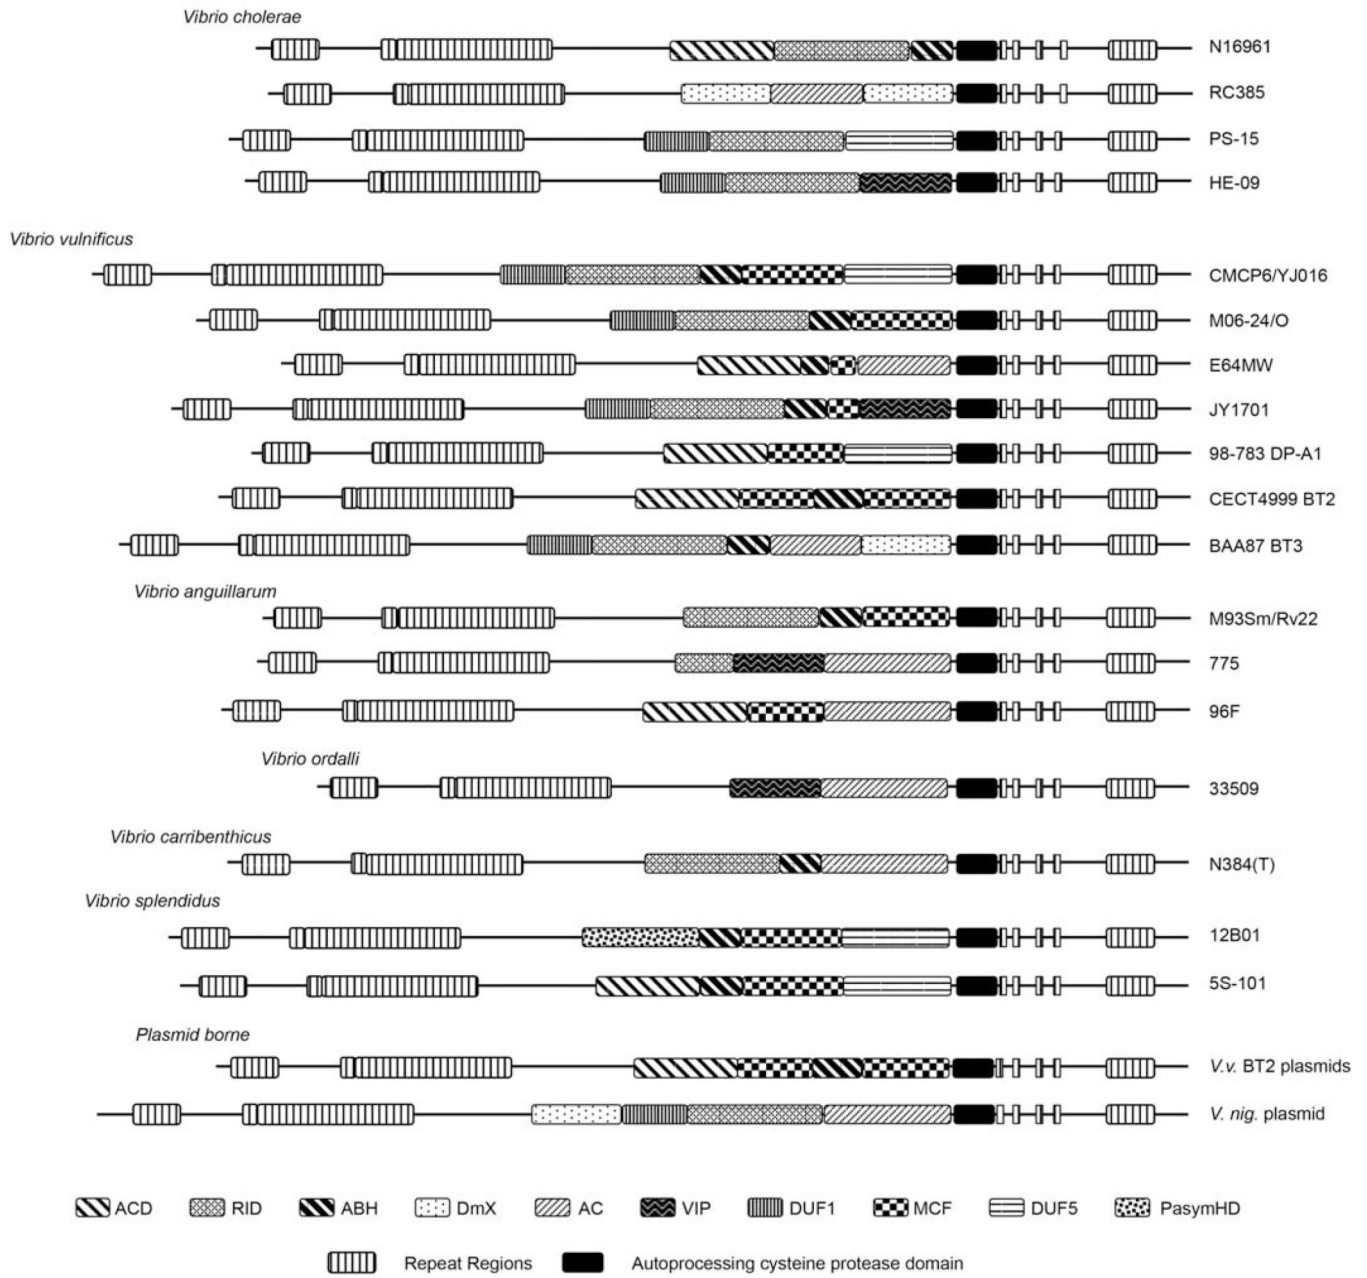 Vibrio cholerae
N16961
RC385
PS-15
HE-09
Vibrio vulnificus
CMCP6/YJ016
M06-24/O
E64MW
JY1701
98-783 DP-A1
CECT4999 BT2
BAA87 BT3
Vibrio anguillarum
M93Sm/Rv22
775
96F
Vibrio ordalli
33509
Vibrio carribenthicus
N384(T)
Vibrio splendidus
12B01
5S-101
Plasmid borne
V.v. BT2 plasmids
V. nig. plasmid
ACD RID ABH DmX AC VIP DUF1 MCF DUF5 PasymHD
Repeat Regions Autoprocessing cysteine protease domain